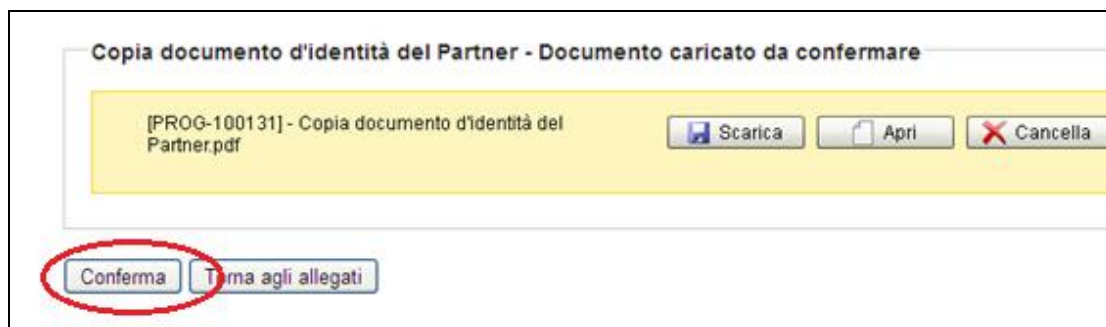 Copia documento d'identità del Partner - Documento caricato da confermare
[PROG-100131] - Copia documento d'identità del
Partner.pdf
Scarica
Apri
Cancella
Conferma
Torna agli allegati